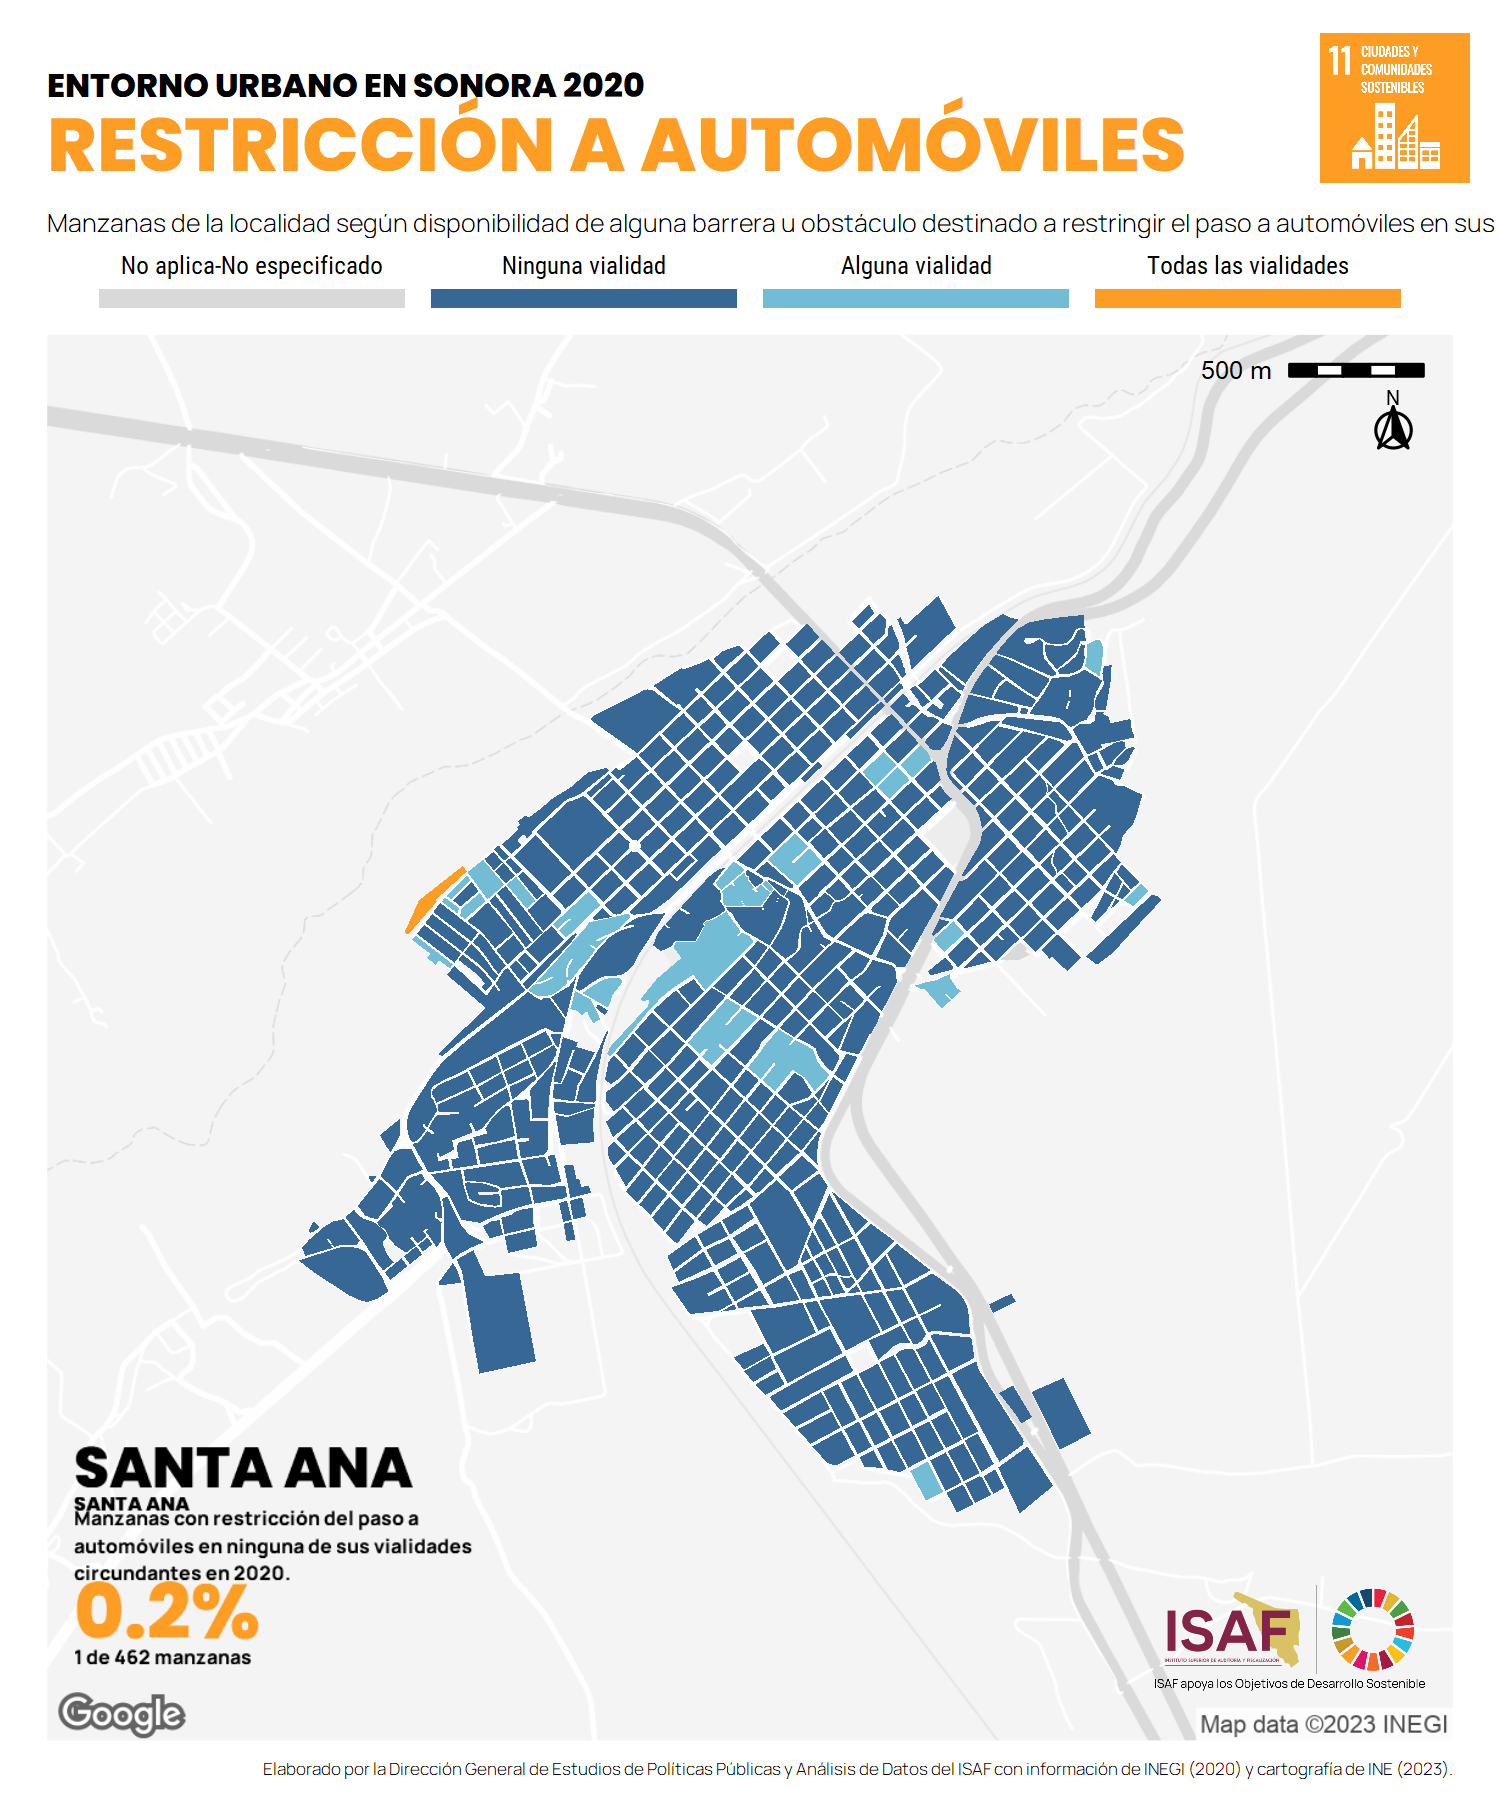 ENTORNO URBANO EN SONORA 2020
RESTRICCIÓN A AUTOMÓVILES
11 CIUDADES Y
COMUNIDADES
SOSTENIBLES
Manzanas de la localidad según disponibilidad de alguna barrera u obstáculo destinado a restringir el paso a automóviles en sus
No aplica-No especificado
Ninguna vialidad
Alguna vialidad
Todas las vialidades
500 m
N
SANTA ANA
SANTA ANA
Manzanas con restricción del paso a
automóviles en ninguna de sus vialidades
circundantes en 2020.
0.2%
1 de 462 manzanas
ISAF
INSTITUTO SUPERIOR DE AUDITORÍA Y FISCALIZACIÓN
ISAF apoya los Objetivos de Desarrollo Sostenible
Google
Map data ©2023 INEGI
Elaborado por la Dirección General de Estudios de Políticas Públicas y Análisis de Datos del ISAF con información de INEGI (2020) y cartografía de INE (2023).